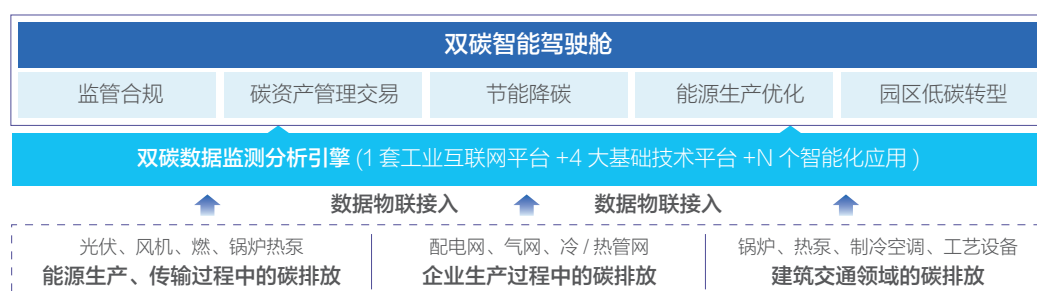 双碳智能驾驶舱
监管合规 碳资产管理交易 节能降碳 能源生产优化 园区低碳转型
双碳数据监测分析引擎 (1 套工业互联网平台 +4 大基础技术平台 +N 个智能化应用 )
数据物联接入 数据物联接入
光伏、风机、燃、锅炉热泵 配电网、气网、冷 / 热管网 锅炉、热泵、制冷空调、工艺设备
能源生产、传输过程中的碳排放 企业生产过程中的碳排放 建筑交通领域的碳排放